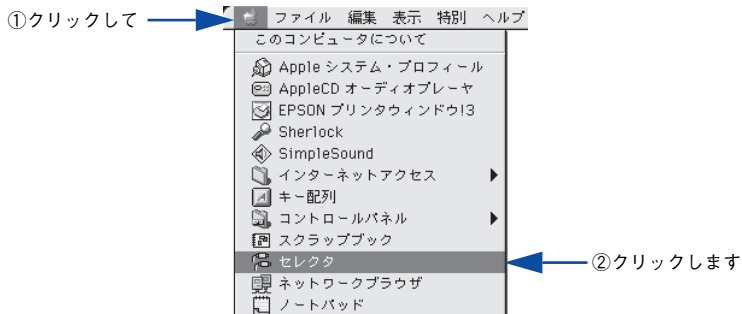 ①クリックして
ファイル 編集 表示 特別 ヘルプ
このコンピュータについて
Apple システム・プロフィール
AppleCD オーディオプレーヤ
EPSON プリンタウィンドウ!3
Sherlock
SimpleSound
インターネットアクセス
キー配列
コントロールパネル
スクラップブック
セレクタ
②クリックします
ネットワークブラウザ
ノートパッド